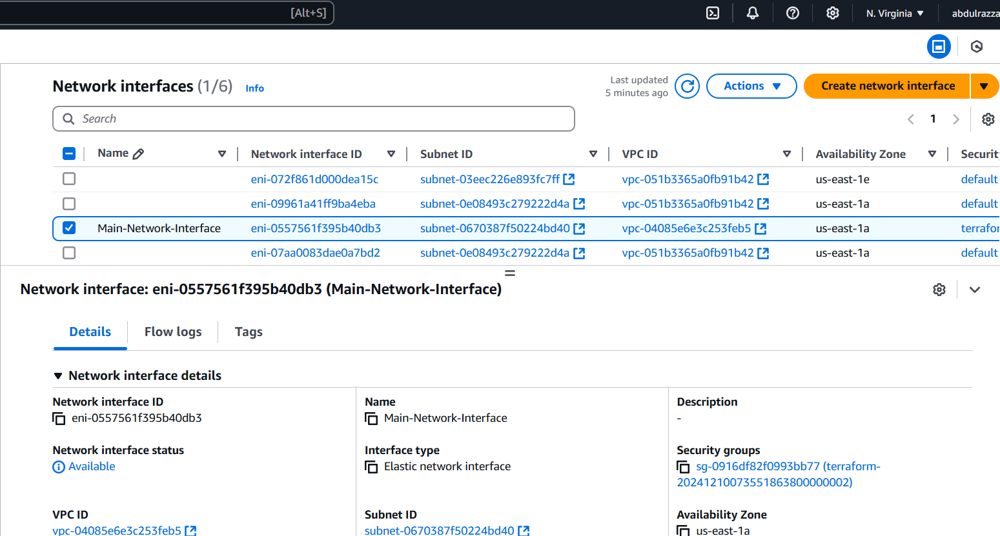 [Alt+S]
N. Virginia
abdulrazza
Network interfaces (1/6) Info
Last updated
5 minutes ago
Actions
Create network interface
Search
1
Name Network interface ID Subnet ID VPC ID Availability Zone Securit
eni-072f861d000dea15c subnet-03eec226e893fc7ff vpc-051b3365a0fb91b42 us-east-1e default
eni-09961a41ff9ba4eba subnet-0e08493c279222d4a vpc-051b3365a0fb91b42 us-east-1a default
Main-Network-Interface eni-0557561f395b40db3 subnet-0670387f50224bd40 vpc-04085e6e3c253feb5 us-east-1a terrafor
eni-07aa0083dae0a7bd2 subnet-0e08493c279222d4a vpc-051b3365a0fb91b42 us-east-1a default
Network interface: eni-0557561f395b40db3 (Main-Network-Interface)
Details Flow logs Tags
Network interface details
Network interface ID
eni-0557561f395b40db3
Name
Main-Network-Interface
Description
-
Network interface status
Available
Interface type
Elastic network interface
Security groups
sg-0916df82f0993bb77 (terraform-
20241210073551863800000002)
VPC ID
vpc-04085e6e3c253feb5
Subnet ID
subnet-0670387f50224bd40
Availability Zone
us-east-1a